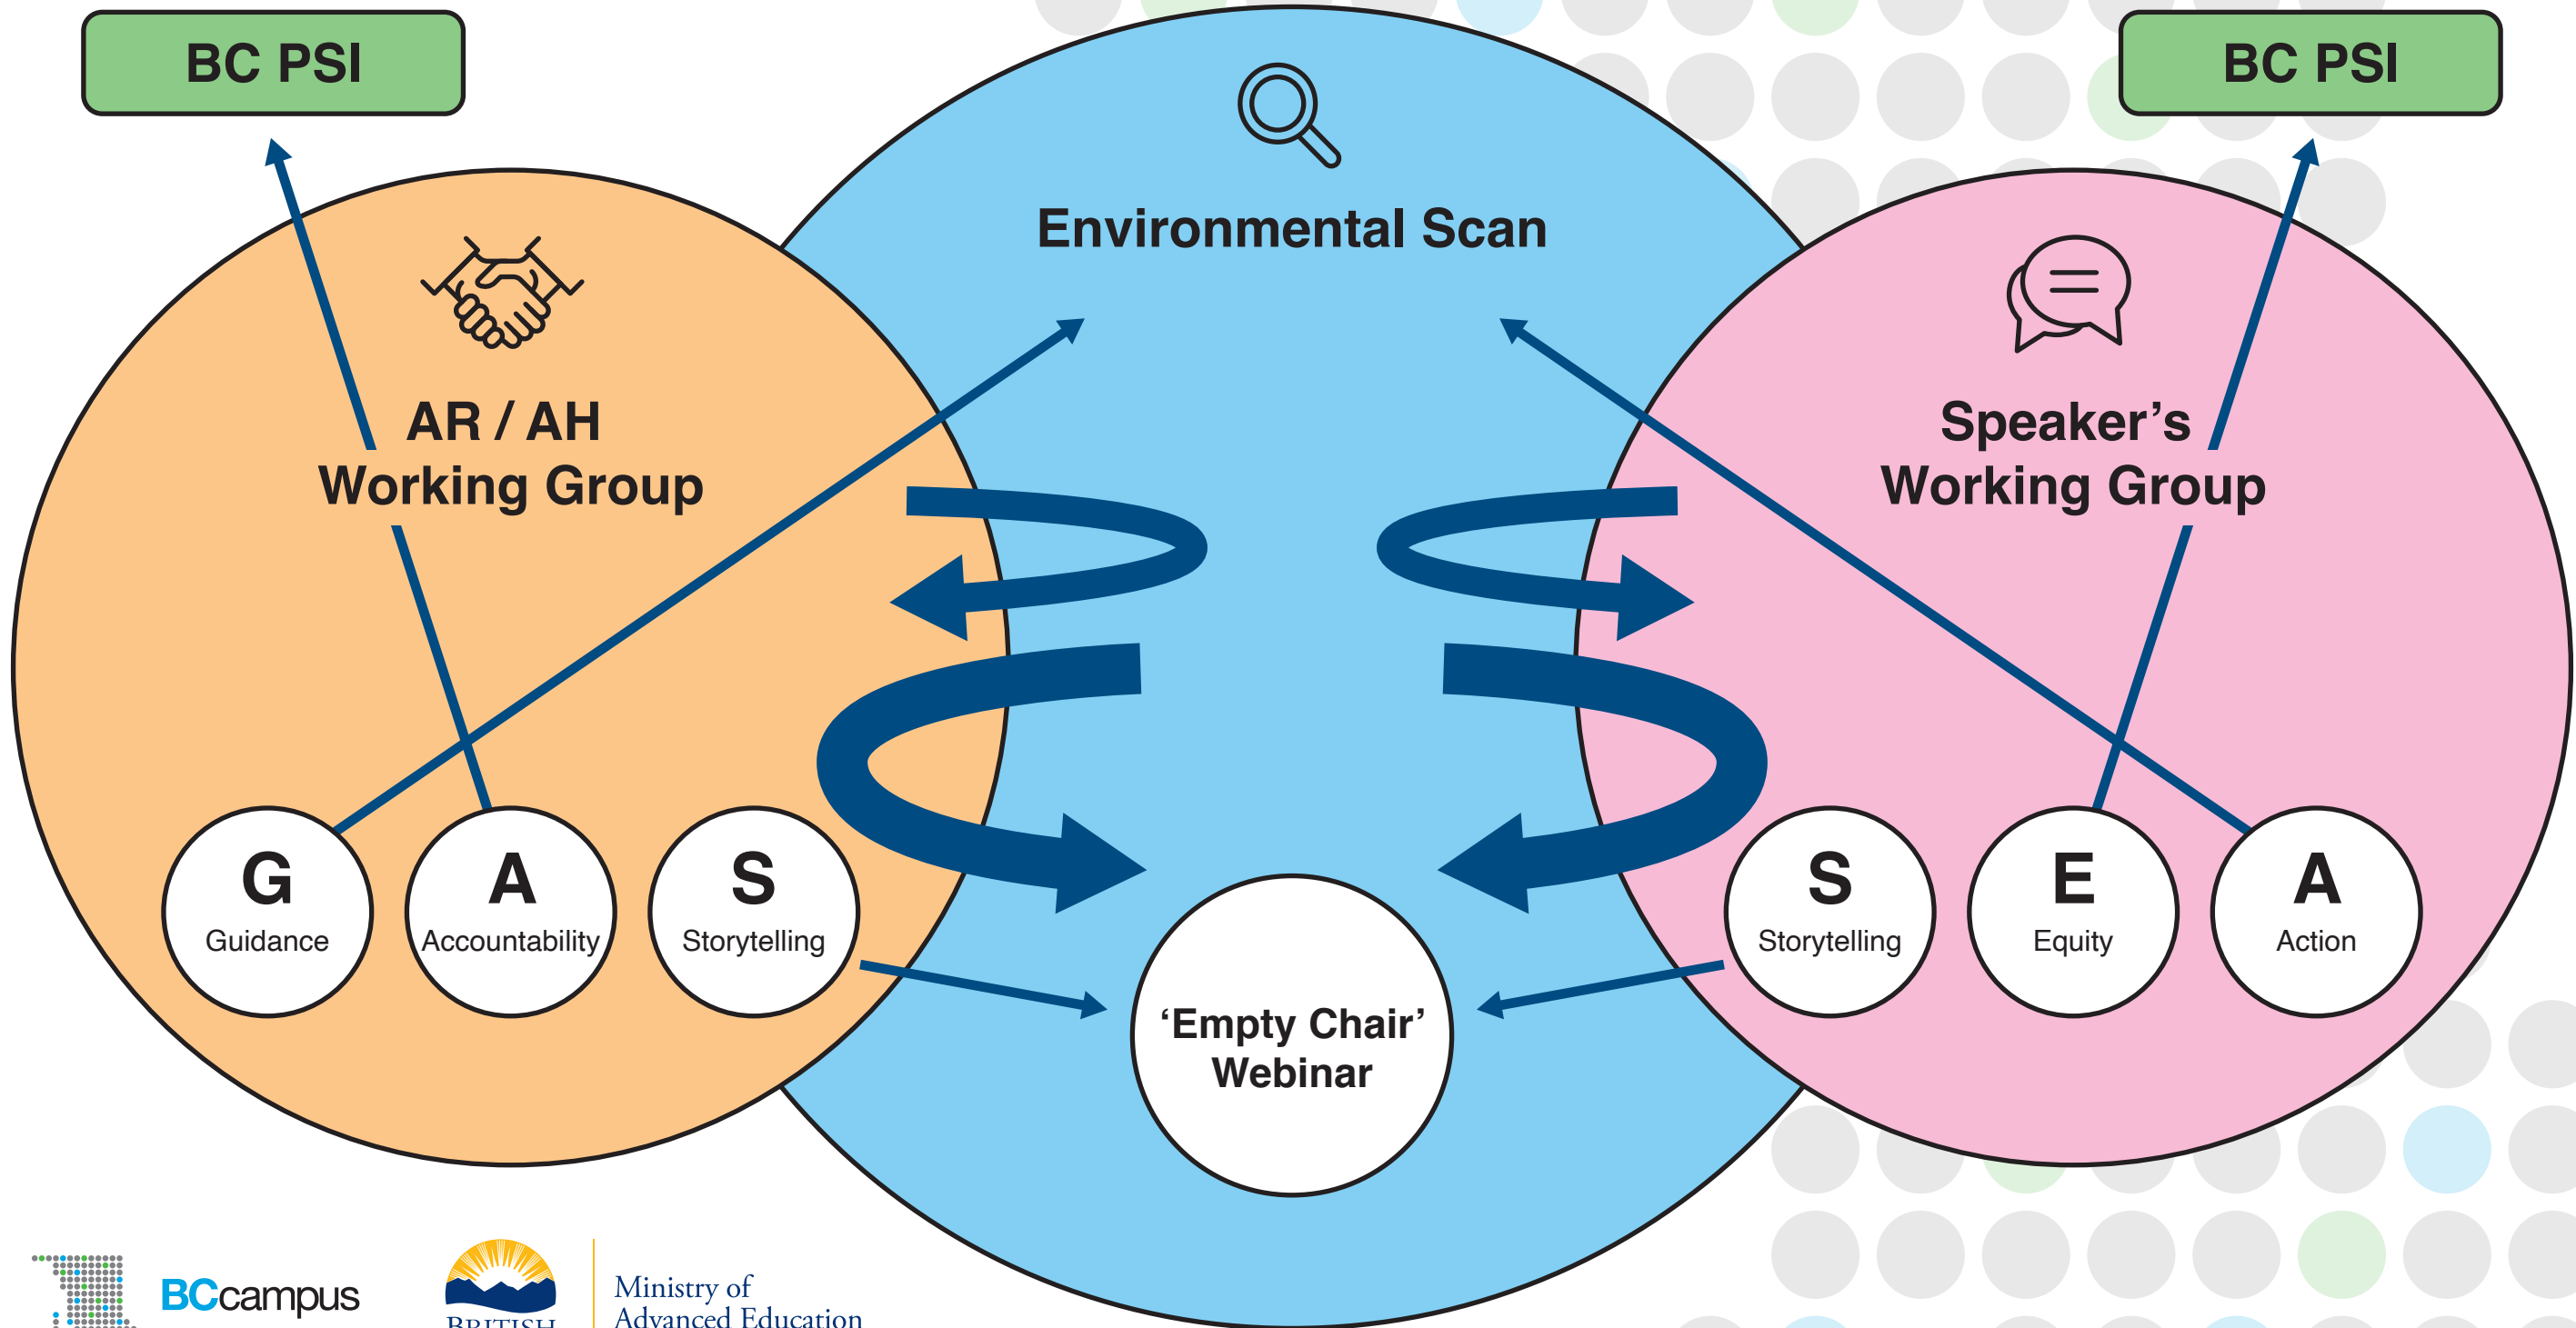 BC PSI
BC PSI
Environmental Scan
AR / AH
Working Group
Speaker’s
Working Group
G
Guidance
A
Accountability
S
Storytelling
S
Storytelling
E
Equity
A
Action
‘Empty Chair’
Webinar
BCcampus
BRITISH
Ministry of
Advanced Education